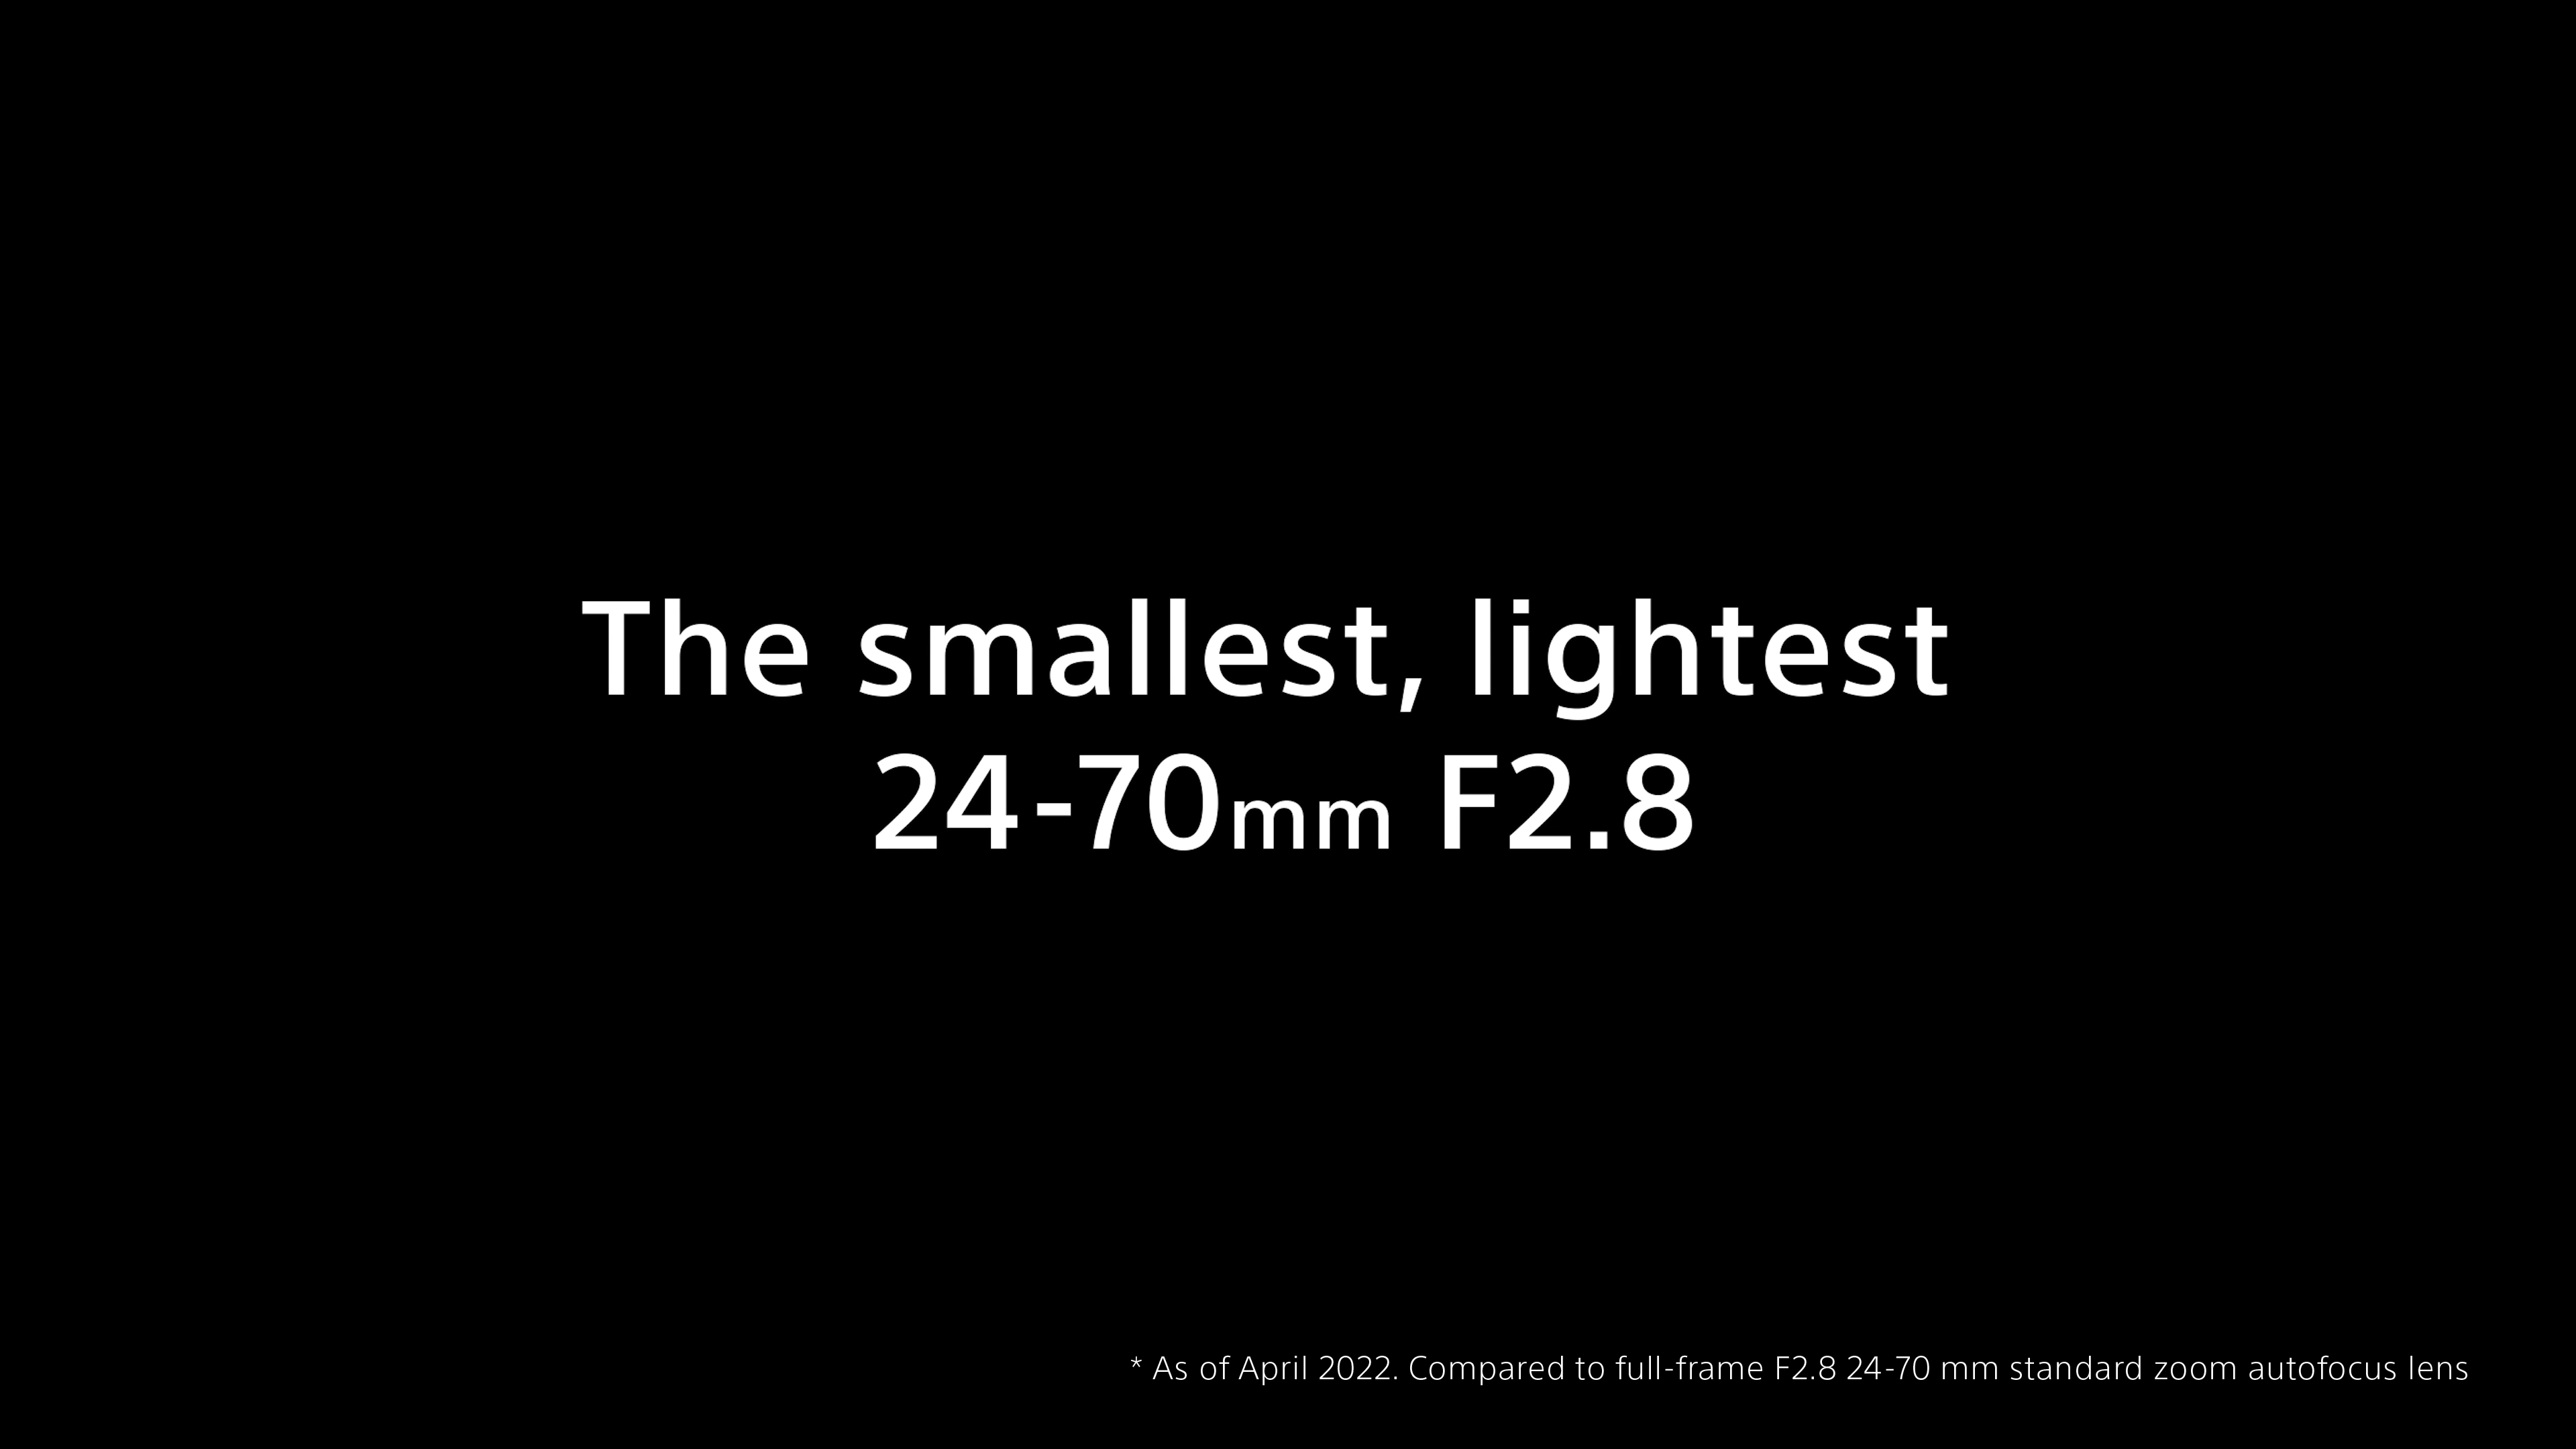 The smallest, lightest
24-70mm F2.8
* As of April 2022. Compared to full-frame F2.8 24-70 mm standard zoom autofocus lens